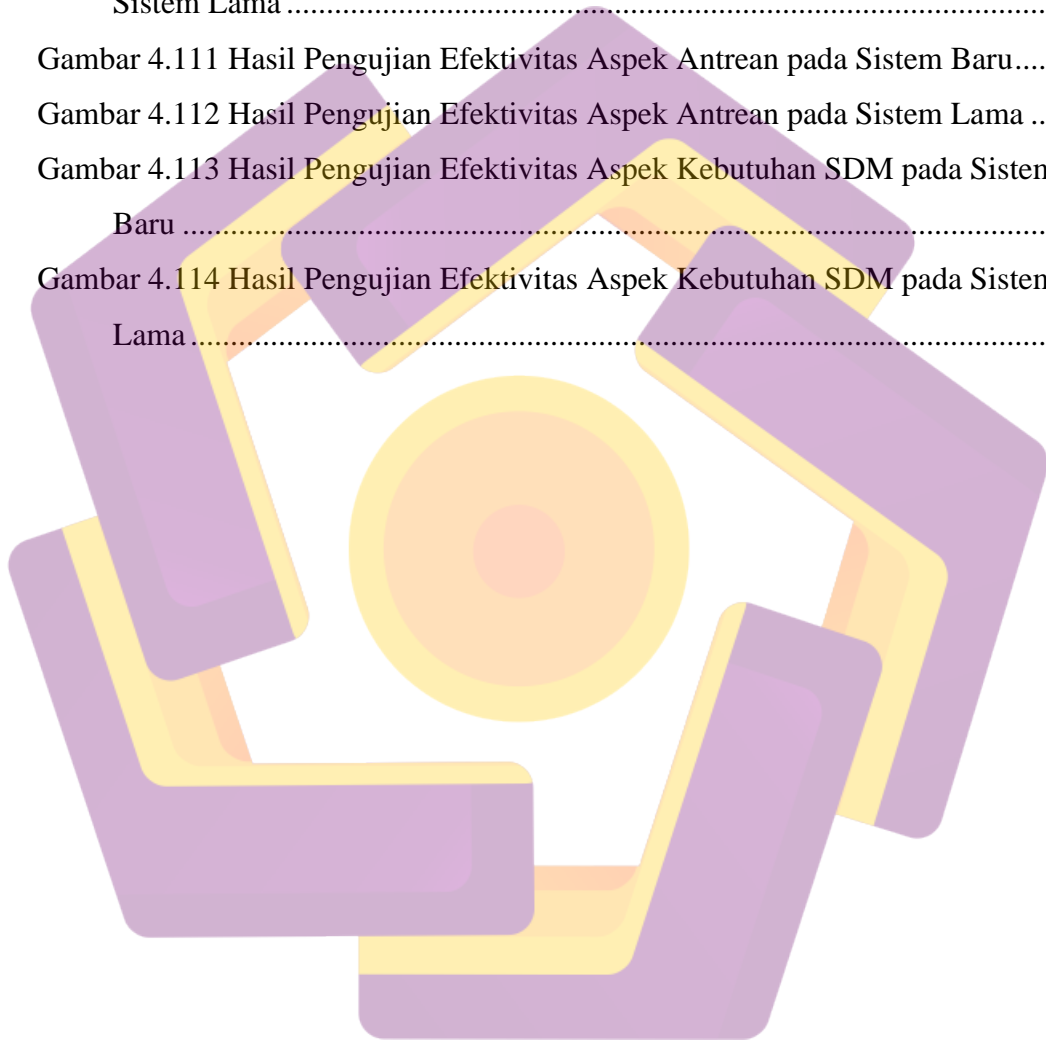 Sistem Lama ................................................................................................
Gambar 4.111 Hasil Pengujian Efektivitas Aspek Antrean pada Sistem Baru....
Gambar 4.112 Hasil Pengujian Efektivitas Aspek Antrean pada Sistem Lama ..
Gambar 4.113 Hasil Pengujian Efektivitas Aspek Kebutuhan SDM pada
Baru ..............................................................................................................
Gambar 4.114 Hasil Pengujian Efektivitas Aspek Kebutuhan SDM pada
Lama .............................................................................................................